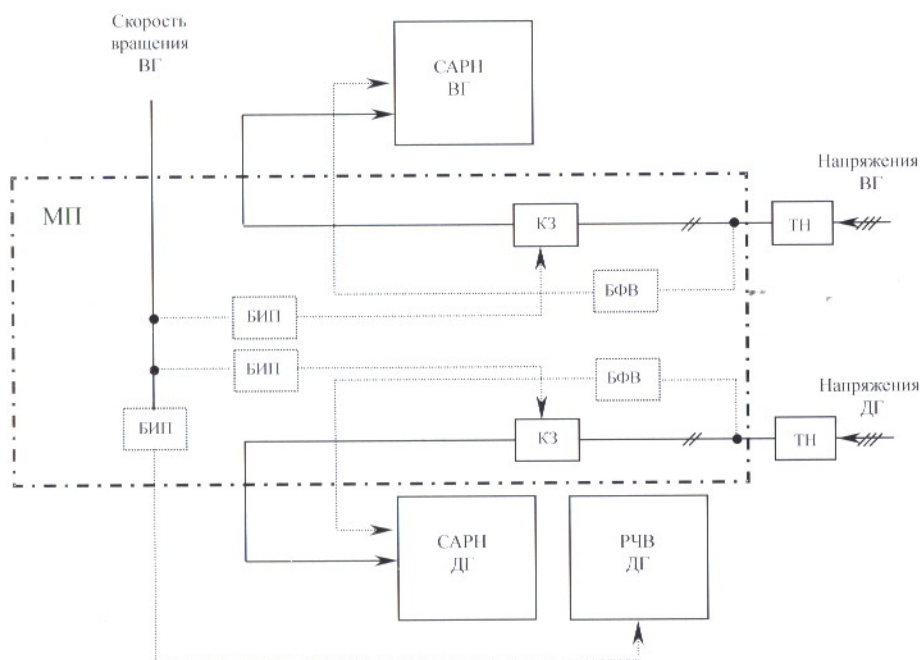 Скорость
вращения
ВГ
САРН
ВГ
Напряжения
ВГ
МП
КЗ
ТН
БФВ
БИП
БИП
БФВ
Напряжения
ДГ
БИП
КЗ
ТН
САРН
ДГ
РЧВ
ДГ